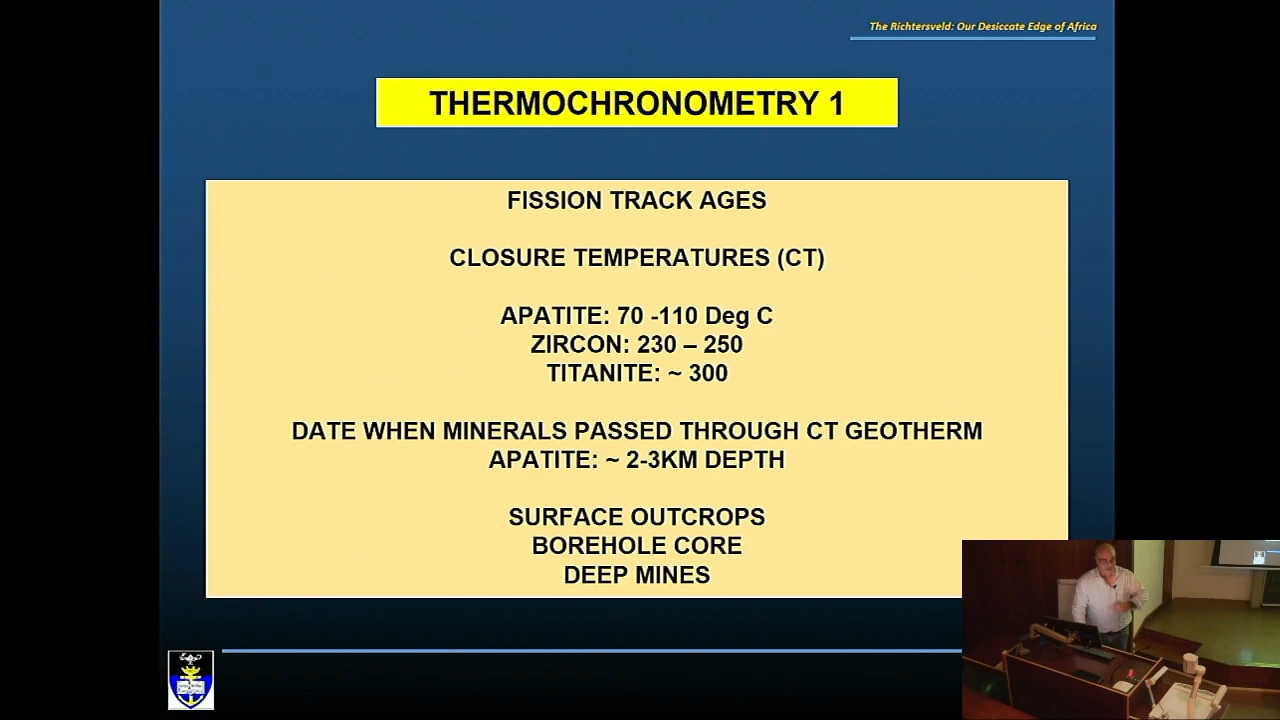 The Richtersveld: Our Desiccate Edge of Africa
THERMOCHRONOMETRY 1
FISSION TRACK AGES
CLOSURE TEMPERATURES (CT)
APATITE: 70 -110 Deg C
ZIRCON: 230 – 250
TITANITE: ~ 300
DATE WHEN MINERALS PASSED THROUGH CT GEOTHERM
APATITE: ~ 2-3KM DEPTH
SURFACE OUTCROPS
BOREHOLE CORE
DEEP MINES